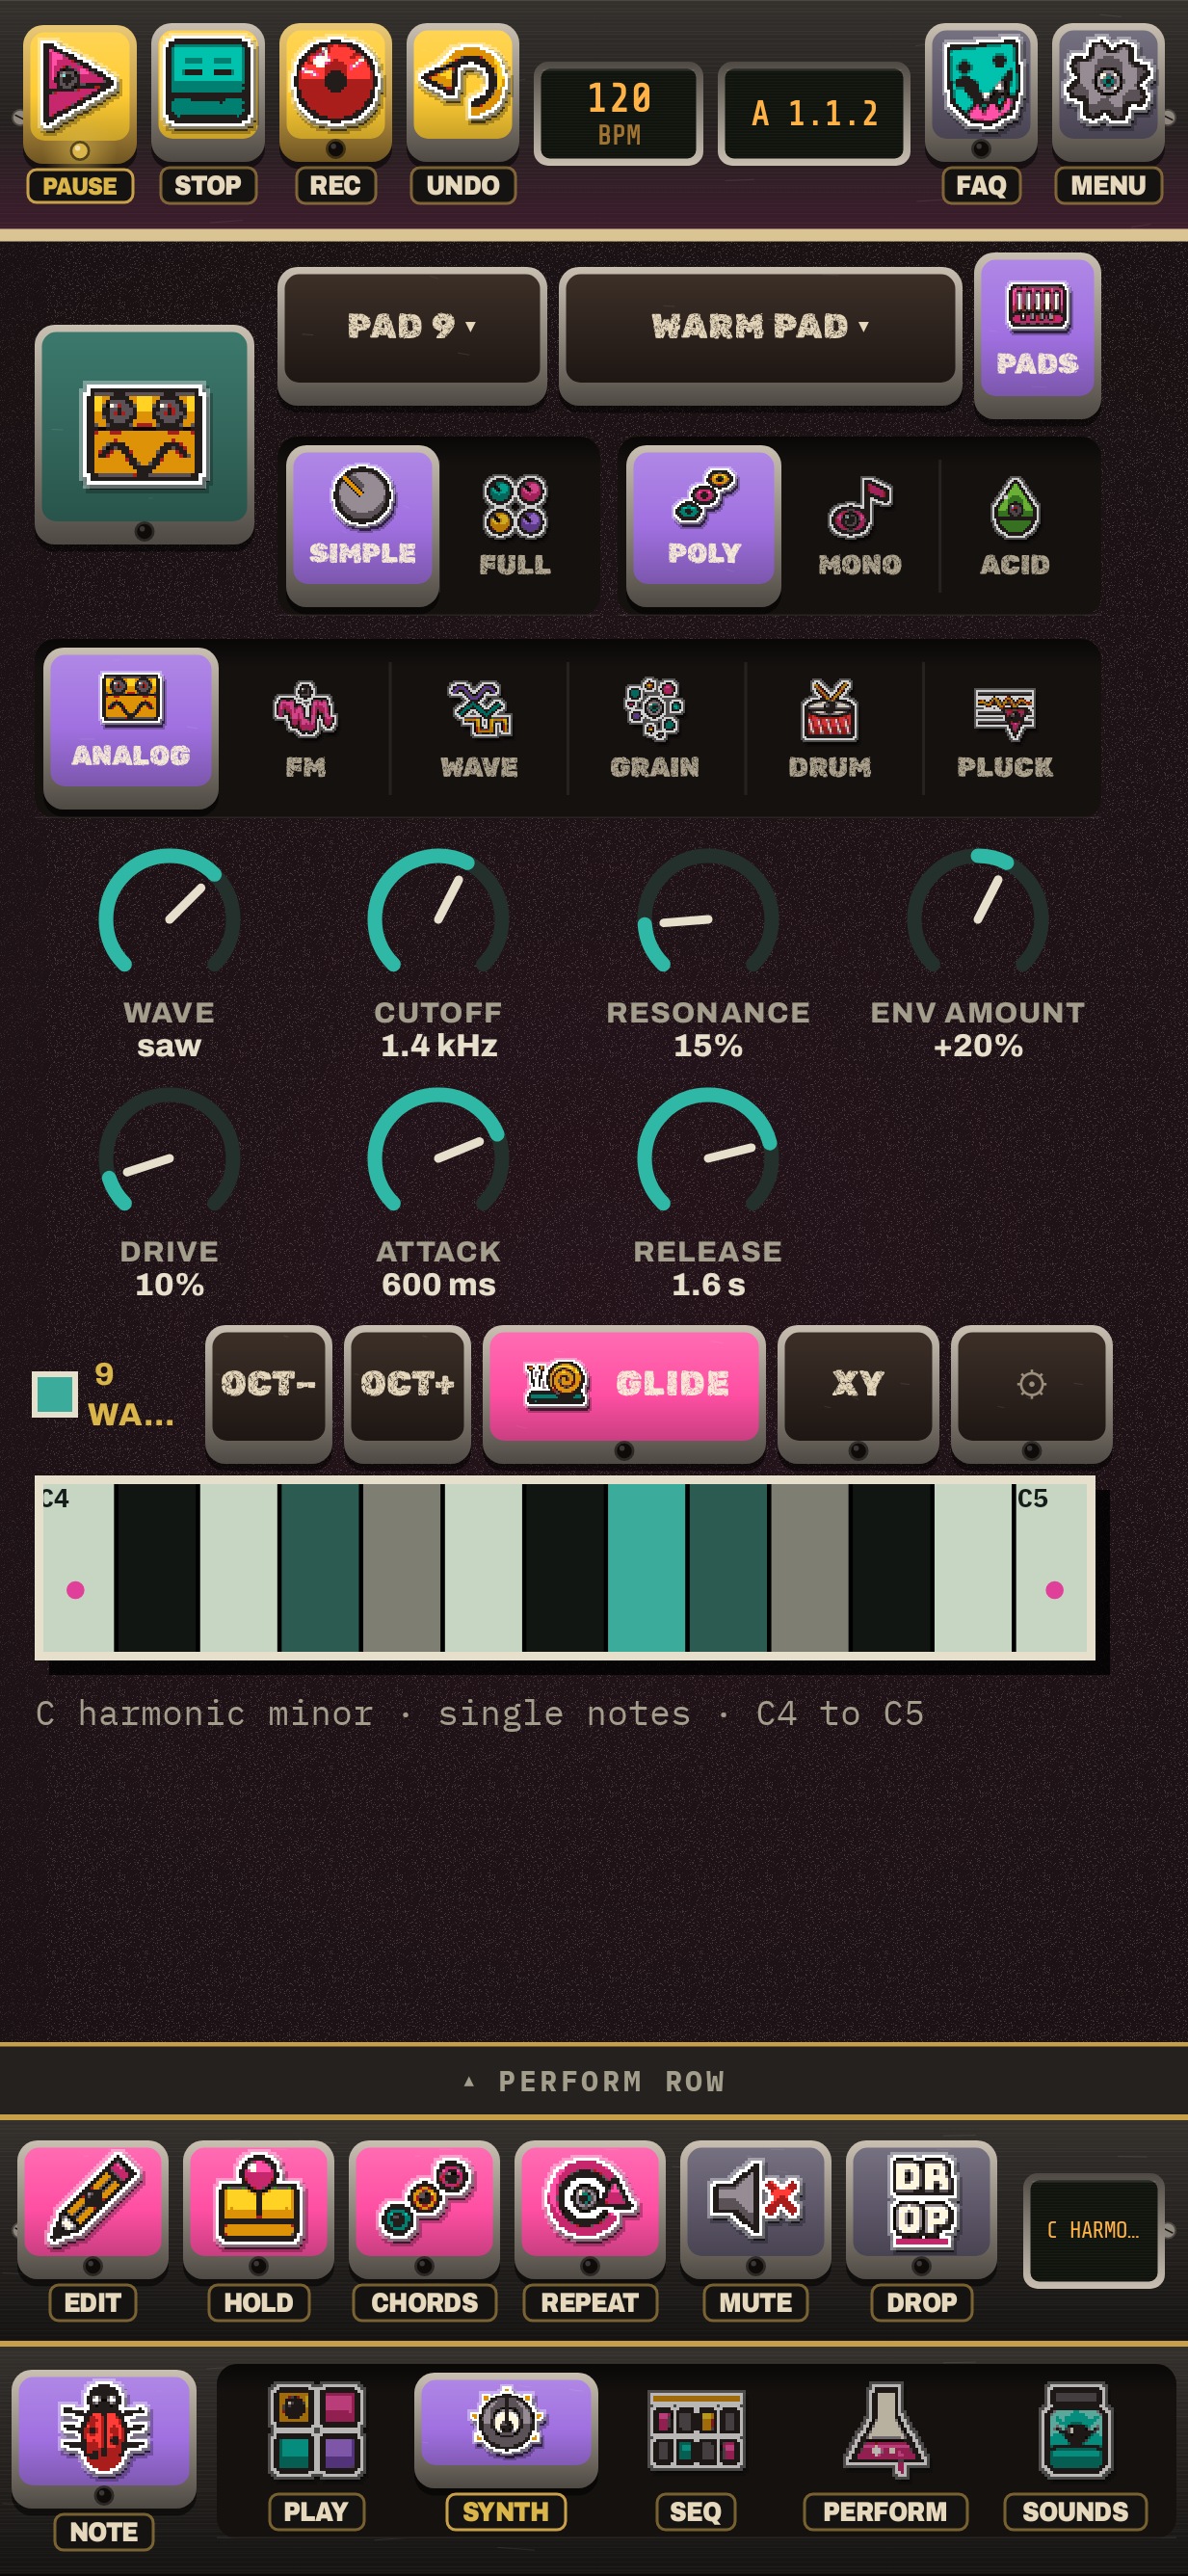 120
BPM
A 1.1.2
PAUSE
STOP
REC
UNDO
FAQ
MENU
PAD 9 ▾
WARM PAD ▾
PADS
SIMPLE
FULL
POLY
MONO
ACID
ANALOG
FM
WAVE
GRAIN
DRUM
PLUCK
WAVE
saw
CUTOFF
1.4 kHz
RESONANCE
15%
ENV AMOUNT
+20%
DRIVE
10%
ATTACK
600 ms
RELEASE
1.6 s
9
WA...
OCT-
OCT+
GLIDE
XY
C4
C5
C harmonic minor · single notes · C4 to C5
▴ PERFORM ROW
DR
OP
C HARMO...
EDIT
HOLD
CHORDS
REPEAT
MUTE
DROP
NOTE
PLAY
SYNTH
SEQ
PERFORM
SOUNDS